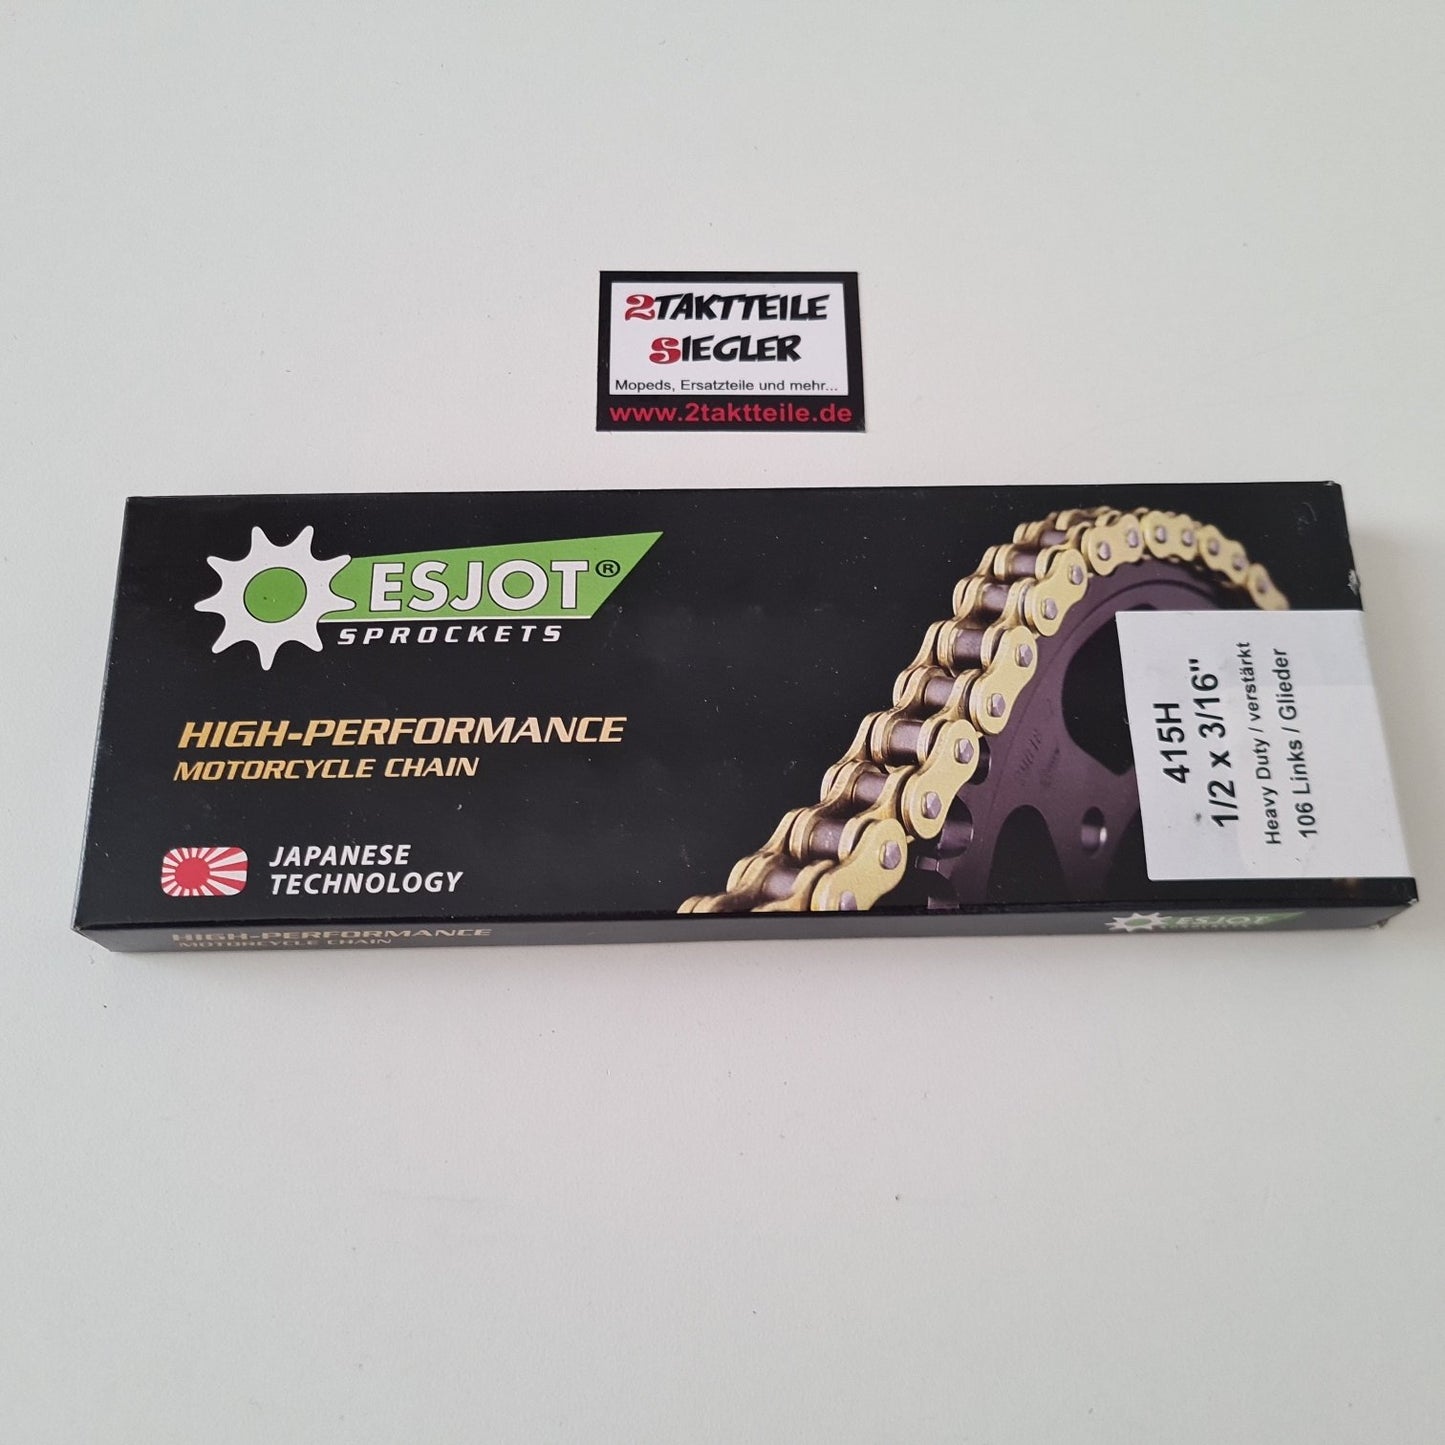 2TAKTTEILE
SIEGLER
Mopeds, Ersatzteile und mehr...
www.2taktteile.de
ESJOT®
SPROCKETS
HIGH-PERFORMANCE
MOTORCYCLE CHAIN
JAPANESE
TECHNOLOGY
415H
1/2 x 3/16"
Heavy Duty / verstärkt
106 Links / Glieder
HIGH-PERFORMANCE
MOTORCYCLE CHAIN
ESJOT